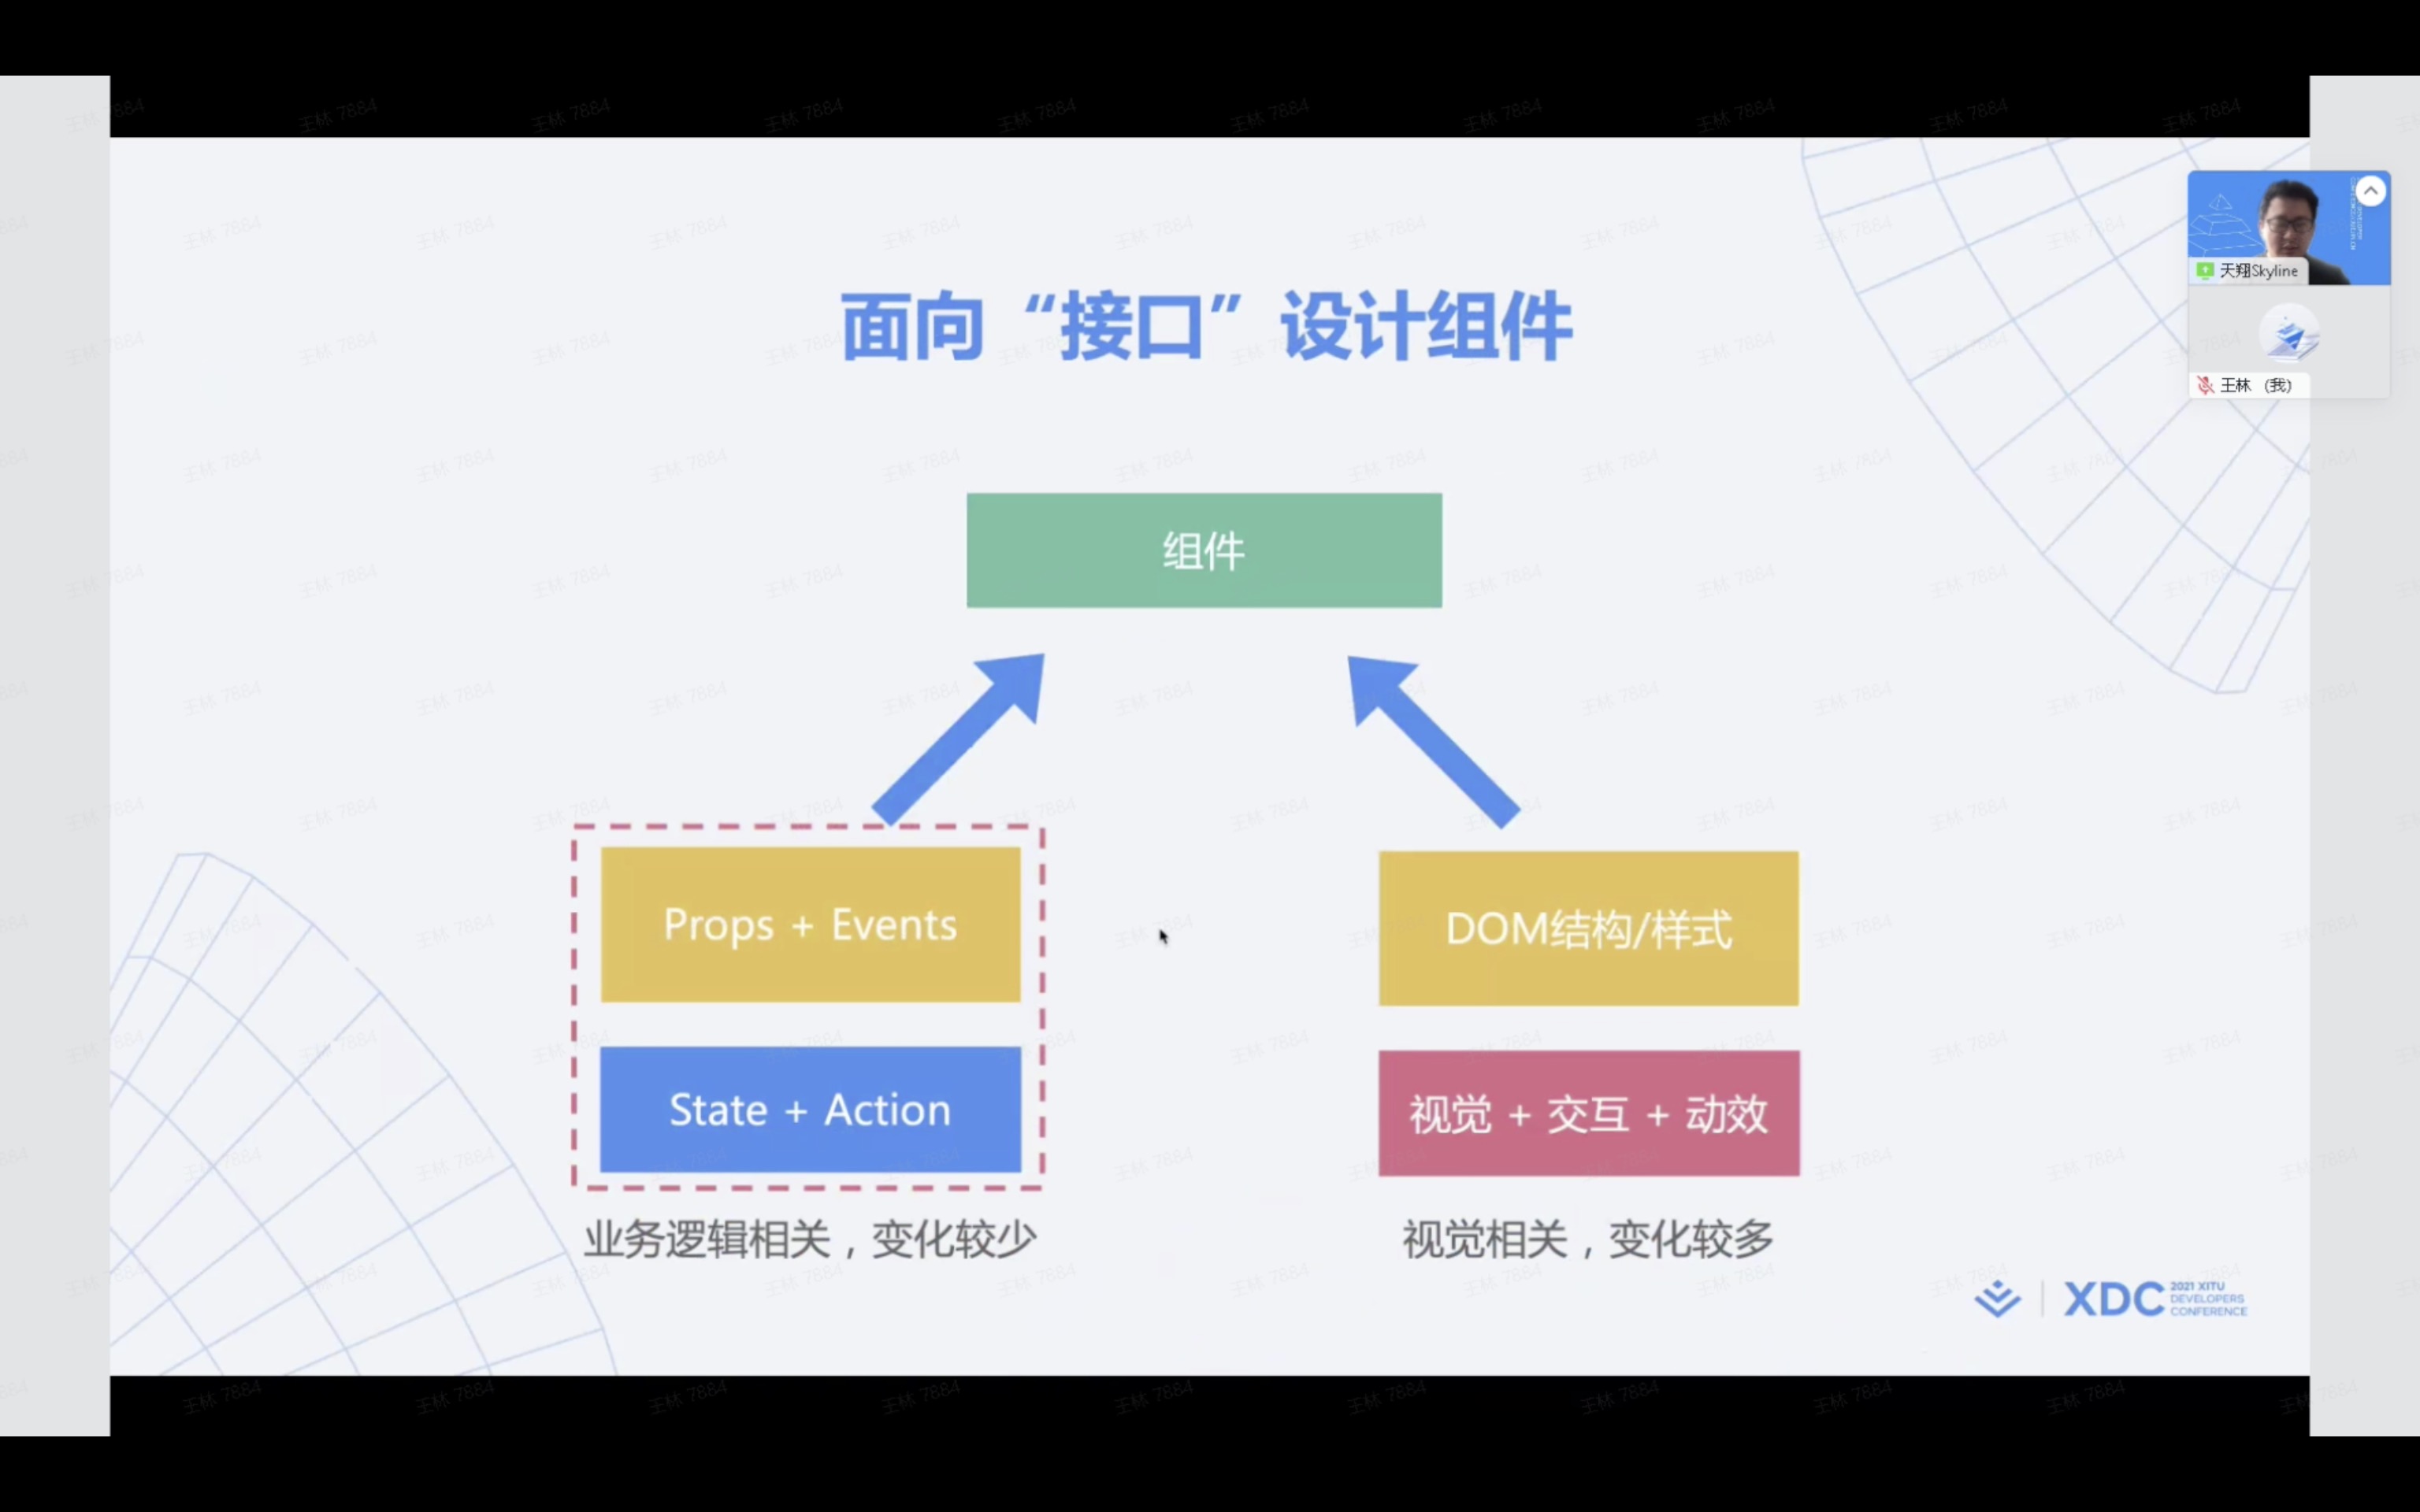 面向 “接口” 设计组件
天翔Skyline
王林 （我）
组件
Props + Events
DOM结构/样式
State + Action
视觉 + 交互 + 动效
业务逻辑相关，变化较少
视觉相关，变化较多
XDC
2021 XITU
DEVELOPERS
CONFERENCE
王林 7884